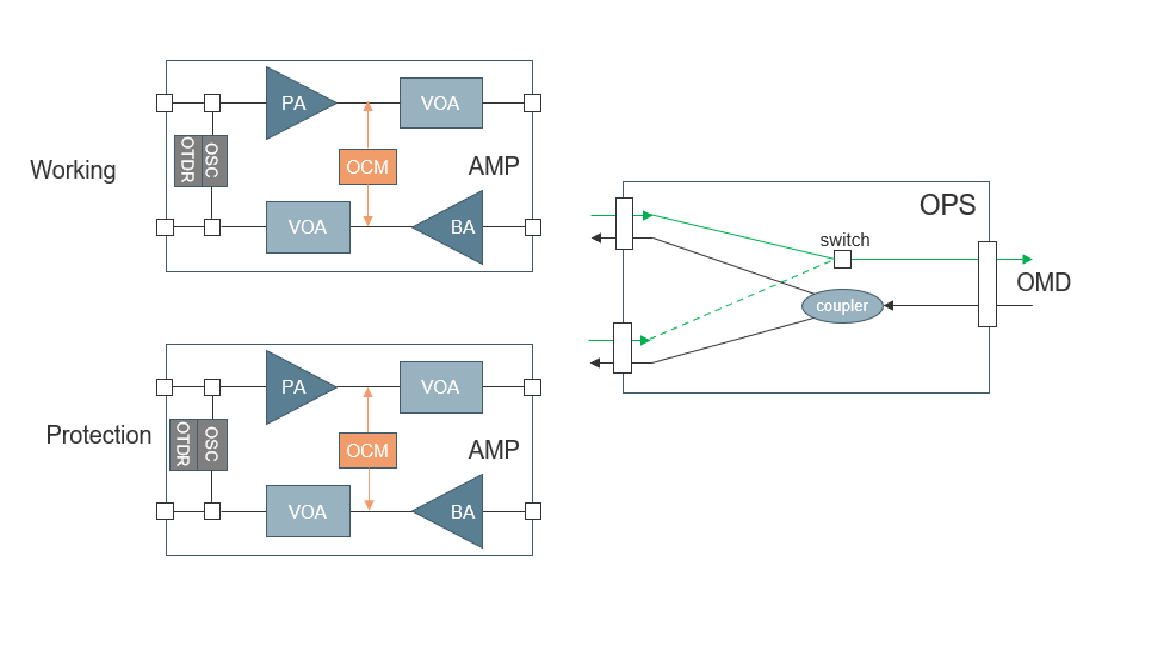 Working
PA
VOA
OTDR
OSC
OCM
AMP
VOA
BA
Protection
PA
VOA
OTDR
OSC
OCM
AMP
VOA
BA
OPS
switch
coupler
OMD